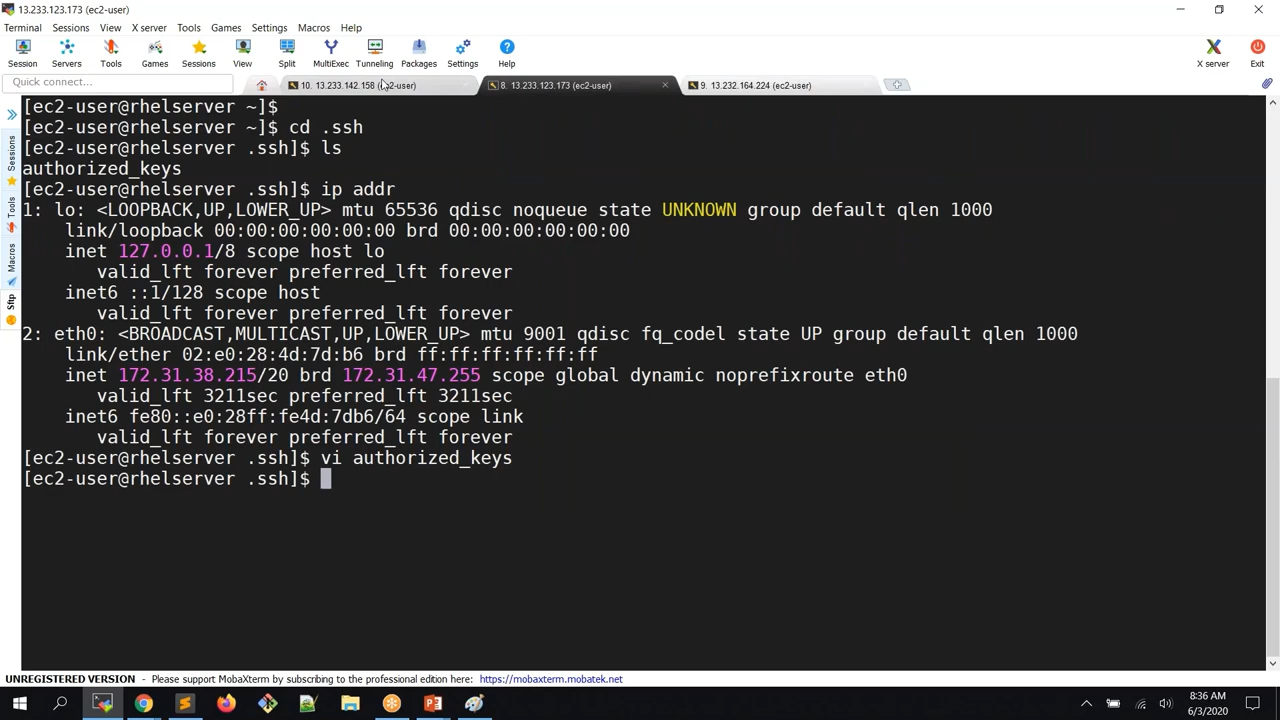 13.233.123.173 (ec2-user)
Terminal Sessions View X server Tools Games Settings Macros Help
Session Servers Tools Games Sessions View Split MultiExec Tunneling Packages Settings Help X server Exit
Quick connect...
10. 13.233.142.158 (ec2-user)
8. 13.233.123.173 (ec2-user)
9. 13.232.164.224 (ec2-user)
Sessions
Tools
Macros
Sftp
[ec2-user@rhelserver ~]$
[ec2-user@rhelserver ~]$ cd .ssh
[ec2-user@rhelserver .ssh]$ ls
authorized_keys
[ec2-user@rhelserver .ssh]$ ip addr
1: lo: <LOOPBACK,UP,LOWER_UP> mtu 65536 qdisc noqueue state UNKNOWN group default qlen 1000
link/loopback 00:00:00:00:00:00 brd 00:00:00:00:00:00
inet 127.0.0.1/8 scope host lo
valid_lft forever preferred_lft forever
inet6 ::1/128 scope host
valid_lft forever preferred_lft forever
2: eth0: <BROADCAST,MULTICAST,UP,LOWER_UP> mtu 9001 qdisc fq_codel state UP group default qlen 1000
link/ether 02:e0:28:4d:7d:b6 brd ff:ff:ff:ff:ff:ff
inet 172.31.38.215/20 brd 172.31.47.255 scope global dynamic noprefixroute eth0
valid_lft 3211sec preferred_lft 3211sec
inet6 fe80::e0:28ff:fe4d:7db6/64 scope link
valid_lft forever preferred_lft forever
[ec2-user@rhelserver .ssh]$ vi authorized_keys
[ec2-user@rhelserver .ssh]$
UNREGISTERED VERSION - Please support MobaXterm by subscribing to the professional edition here: https://mobaxterm.mobatek.net
8:36 AM
6/3/2020